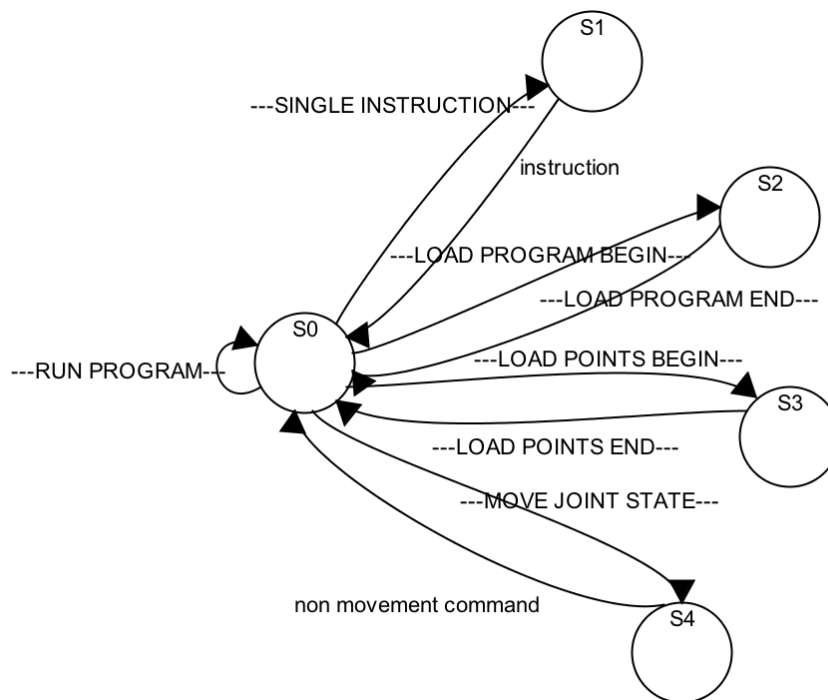 S1
---SINGLE INSTRUCTION---
instruction
S2
---LOAD PROGRAM BEGIN---
---LOAD PROGRAM END---
S0
---LOAD POINTS BEGIN---
---RUN PROGRAM---
S3
---LOAD POINTS END---
---MOVE JOINT STATE---
non movement command
S4